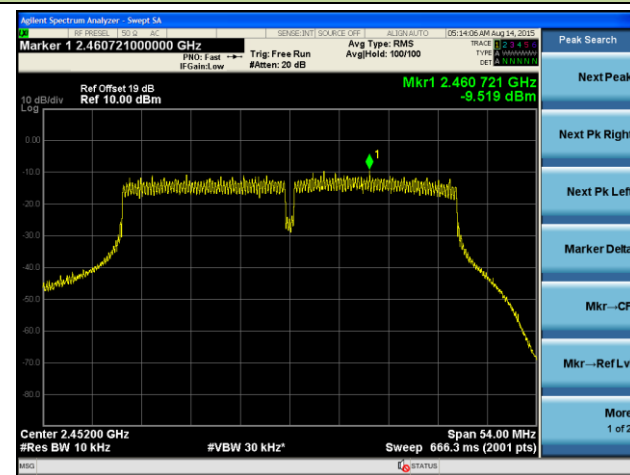 Agilent Spectrum Analyzer - Swept SA
RF PRESEL 50 Ω AC SENSE:INT SOURCE OFF ALIGN AUTO 05:14:06 AM Aug 14, 2015
Marker 1 2.460721000000 GHz
PNO: Fast
IFGain:Low
Trig: Free Run
#Atten: 20 dB
Avg Type: RMS
Avg|Hold: 100/100
TRACE 1 2 3 4 5 6
TYPE A
DET A N N N N N
Ref Offset 19 dB
10 dB/div Ref 10.00 dBm
Log
Mkr1 2.460 721 GHz
-9.519 dBm
1
0.00
-10.0
-20.0
-30.0
-40.0
-50.0
-60.0
-70.0
-80.0
Center 2.45200 GHz Span 54.00 MHz
#Res BW 10 kHz #VBW 30 kHz* Sweep 666.3 ms (2001 pts)
MSG STATUS
Peak Search
Next Peak
Next Pk Right
Next Pk Left
Marker Delta
Mkr→CF
Mkr→Ref Lv
More
1 of 2